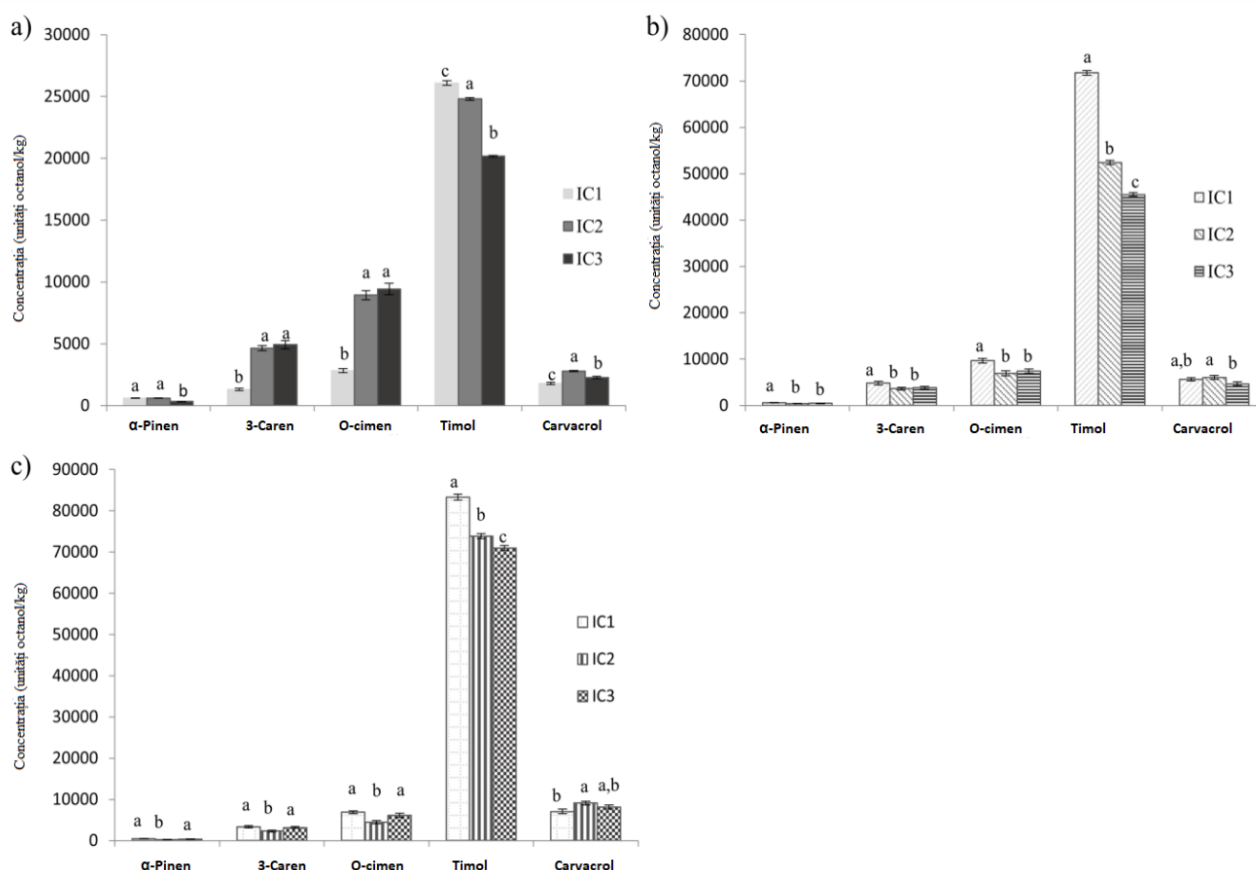 a)
Concentrația (unități octanol/kg)
30000
25000
20000
15000
10000
5000
0
a a b
b a a
b a a
c a b
c a b
α-Pinen 3-Caren O-cimen Timol Carvacrol
IC1
IC2
IC3
b)
Concentrația (unități octanol/kg)
80000
70000
60000
50000
40000
30000
20000
10000
0
a b b
a b b
a b b
a b c
a,b a b
α-Pinen 3-Caren O-cimen Timol Carvacrol
IC1
IC2
IC3
c)
Concentrația (unități octanol/kg)
90000
80000
70000
60000
50000
40000
30000
20000
10000
0
a b a
a b a
a b a
a b c
b a a,b
α-Pinen 3-Caren O-cimen Timol Carvacrol
IC1
IC2
IC3